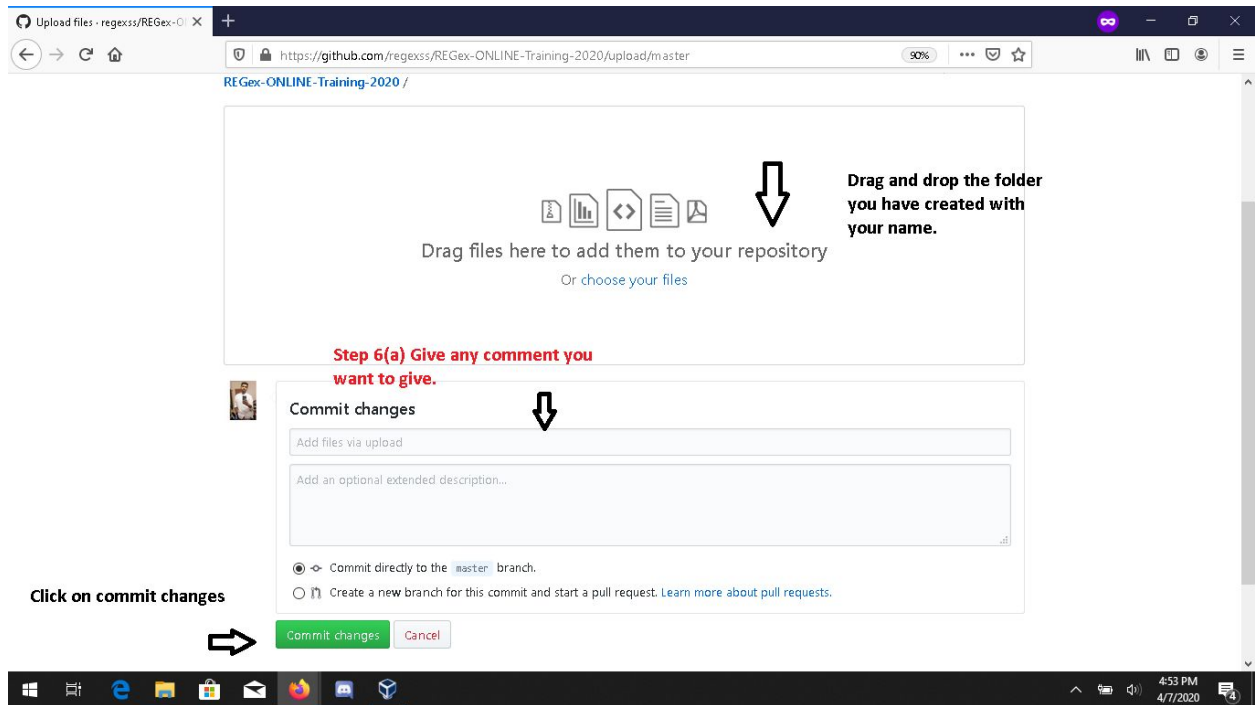 Upload files · regexss/REGex-O
https://github.com/regexss/REGex-ONLINE-Training-2020/upload/master
90%
REGex-ONLINE-Training-2020 /
Drag and drop the folder
you have created with
your name.
Drag files here to add them to your repository
Or choose your files
Step 6(a) Give any comment you
want to give.
Commit changes
Add files via upload
Add an optional extended description...
Commit directly to the master branch.
Create a new branch for this commit and start a pull request. Learn more about pull requests.
Click on commit changes
Commit changes
Cancel
4:53 PM
4/7/2020
4